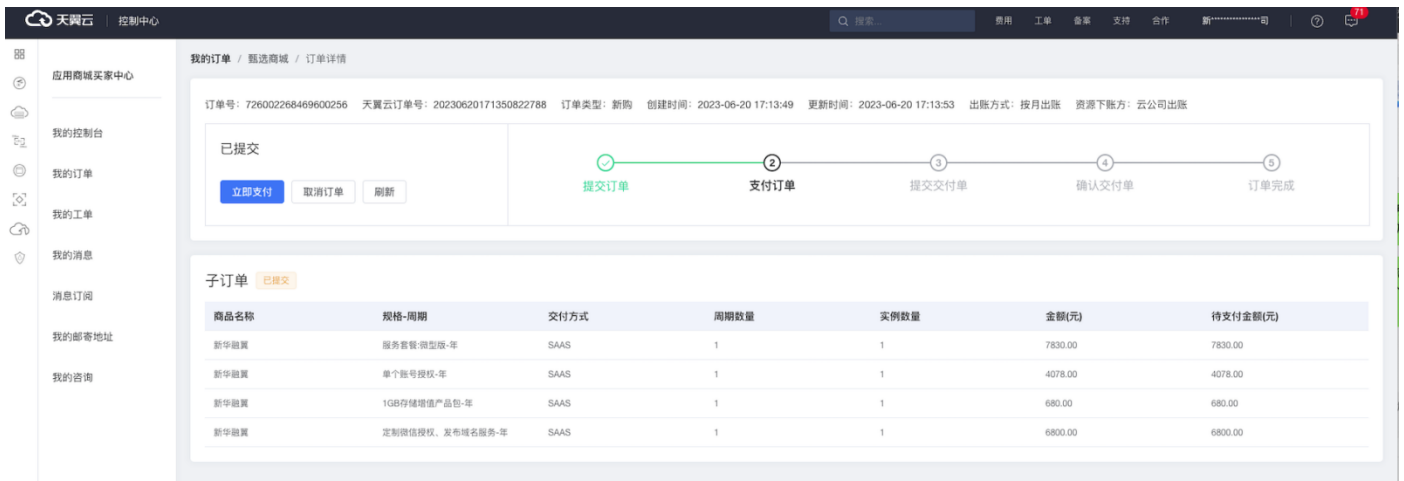 天翼云 控制中心 搜索... 费用 工单 备案 支持 合作 新****************司 71
应用商城买家中心
我的控制台
我的订单
我的工单
我的消息
消息订阅
我的邮寄地址
我的咨询
我的订单 / 甄选商城 / 订单详情
订单号：726002268469600256 天翼云订单号：20230620171350822788 订单类型：新购 创建时间：2023-06-20 17:13:49 更新时间：2023-06-20 17:13:53 出账方式：按月出账 资源下账方：云公司出账
已提交
立即支付 取消订单 刷新
2 3 4 5
提交订单 支付订单 提交交付单 确认交付单 订单完成
子订单 已提交
商品名称 规格-周期 交付方式 周期数量 实例数量 金额(元) 待支付金额(元)
新华融翼 服务套餐:微型版-年 SAAS 1 1 7830.00 7830.00
新华融翼 单个账号授权-年 SAAS 1 1 4078.00 4078.00
新华融翼 1GB存储增值产品包-年 SAAS 1 1 680.00 680.00
新华融翼 定制微信授权、发布域名服务-年 SAAS 1 1 6800.00 6800.00